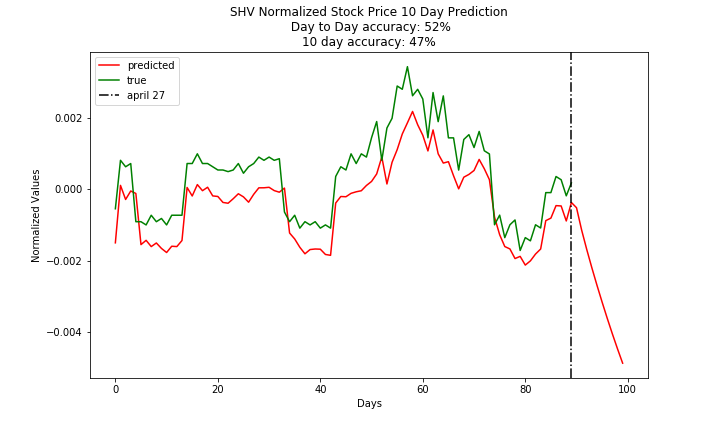 SHV Normalized Stock Price 10 Day Prediction
Day to Day accuracy: 52%
10 day accuracy: 47%
predicted
true
april 27
Normalized Values
0.002
0.000
−0.002
−0.004
0 20 40 60 80 100
Days